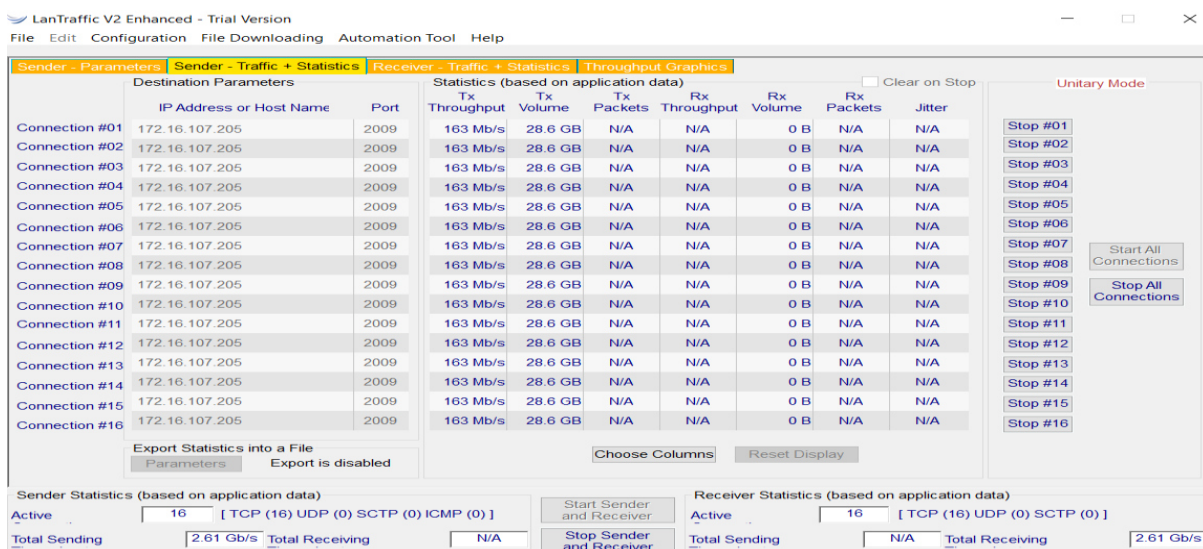 LanTraffic V2 Enhanced - Trial Version
File Edit Configuration File Downloading Automation Tool Help
Sender - Parameters Sender - Traffic + Statistics Receiver - Traffic + Statistics Throughput Graphics
Destination Parameters Statistics (based on application data) Clear on Stop Unitary Mode
IP Address or Host Name Port Tx Throughput Tx Volume Tx Packets Rx Throughput Rx Volume Rx Packets Jitter
Connection #01 172.16.107.205 2009 163 Mb/s 28.6 GB N/A N/A 0 B N/A N/A Stop #01
Connection #02 172.16.107.205 2009 163 Mb/s 28.6 GB N/A N/A 0 B N/A N/A Stop #02
Connection #03 172.16.107.205 2009 163 Mb/s 28.6 GB N/A N/A 0 B N/A N/A Stop #03
Connection #04 172.16.107.205 2009 163 Mb/s 28.6 GB N/A N/A 0 B N/A N/A Stop #04
Connection #05 172.16.107.205 2009 163 Mb/s 28.6 GB N/A N/A 0 B N/A N/A Stop #05
Connection #06 172.16.107.205 2009 163 Mb/s 28.6 GB N/A N/A 0 B N/A N/A Stop #06
Connection #07 172.16.107.205 2009 163 Mb/s 28.6 GB N/A N/A 0 B N/A N/A Stop #07
Connection #08 172.16.107.205 2009 163 Mb/s 28.6 GB N/A N/A 0 B N/A N/A Stop #08
Start All Connections
Connection #09 172.16.107.205 2009 163 Mb/s 28.6 GB N/A N/A 0 B N/A N/A Stop #09
Connection #10 172.16.107.205 2009 163 Mb/s 28.6 GB N/A N/A 0 B N/A N/A Stop #10
Stop All Connections
Connection #11 172.16.107.205 2009 163 Mb/s 28.6 GB N/A N/A 0 B N/A N/A Stop #11
Connection #12 172.16.107.205 2009 163 Mb/s 28.6 GB N/A N/A 0 B N/A N/A Stop #12
Connection #13 172.16.107.205 2009 163 Mb/s 28.6 GB N/A N/A 0 B N/A N/A Stop #13
Connection #14 172.16.107.205 2009 163 Mb/s 28.6 GB N/A N/A 0 B N/A N/A Stop #14
Connection #15 172.16.107.205 2009 163 Mb/s 28.6 GB N/A N/A 0 B N/A N/A Stop #15
Connection #16 172.16.107.205 2009 163 Mb/s 28.6 GB N/A N/A 0 B N/A N/A Stop #16
Export Statistics into a File
Parameters Export is disabled Choose Columns Reset Display
Sender Statistics (based on application data) Receiver Statistics (based on application data)
Active 16 [ TCP (16) UDP (0) SCTP (0) ICMP (0) ] Start Sender and Receiver Active 16 [ TCP (16) UDP (0) SCTP (0) ]
Total Sending 2.61 Gb/s Total Receiving N/A Stop Sender and Receiver Total Sending N/A Total Receiving 2.61 Gb/s